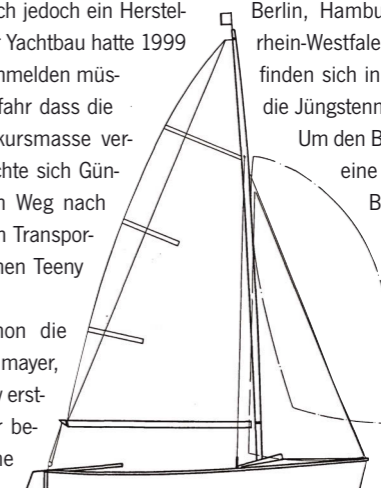 ch jedoch ein Herstel-
r Yachtbau hatte 1999
nmelden müs-
fahr dass die
kursmasse ver-
chte sich Gün-
n Weg nach
n Transpor-
nen Teeny
non die
mayer,
v erst-
r be-
ne
Berlin, Hambu
rhein-Westfale
finden sich in
die Jüngstenn
Um den B
eine
B